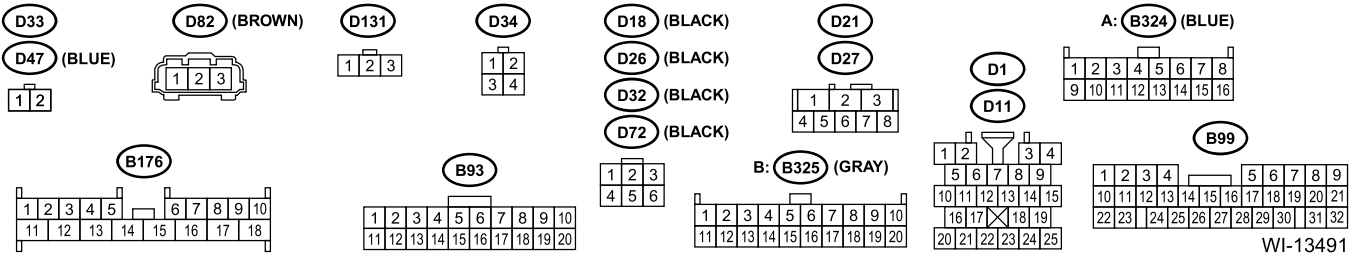 D33
D47 (BLUE)
1 2
D82 (BROWN)
1 2 3
D131
1 2 3
D34
1 2
3 4
D18 (BLACK)
D26 (BLACK)
D32 (BLACK)
D72 (BLACK)
1 2 3
4 5 6
D21
D27
1 2 3
4 5 6 7 8
D1
D11
1 2 3 4
5 6 7 8 9
10 11 12 13 14 15
16 17 18 19
20 21 22 23 24 25
A: B324 (BLUE)
1 2 3 4 5 6 7 8
9 10 11 12 13 14 15 16
B176
1 2 3 4 5 6 7 8 9 10
11 12 13 14 15 16 17 18
B93
1 2 3 4 5 6 7 8 9 10
11 12 13 14 15 16 17 18 19 20
B: B325 (GRAY)
1 2 3 4 5 6 7 8 9 10
11 12 13 14 15 16 17 18 19 20
B99
1 2 3 4 5 6 7 8 9
10 11 12 13 14 15 16 17 18 19 20 21
22 23 24 25 26 27 28 29 30 31 32
WI-13491